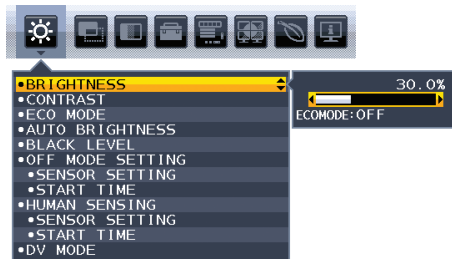 •BRIGHTNESS
30.0%
•CONTRAST
•ECO MODE
ECOMODE:OFF
•AUTO BRIGHTNESS
•BLACK LEVEL
•OFF MODE SETTING
•SENSOR SETTING
•START TIME
•HUMAN SENSING
•SENSOR SETTING
•START TIME
•DV MODE